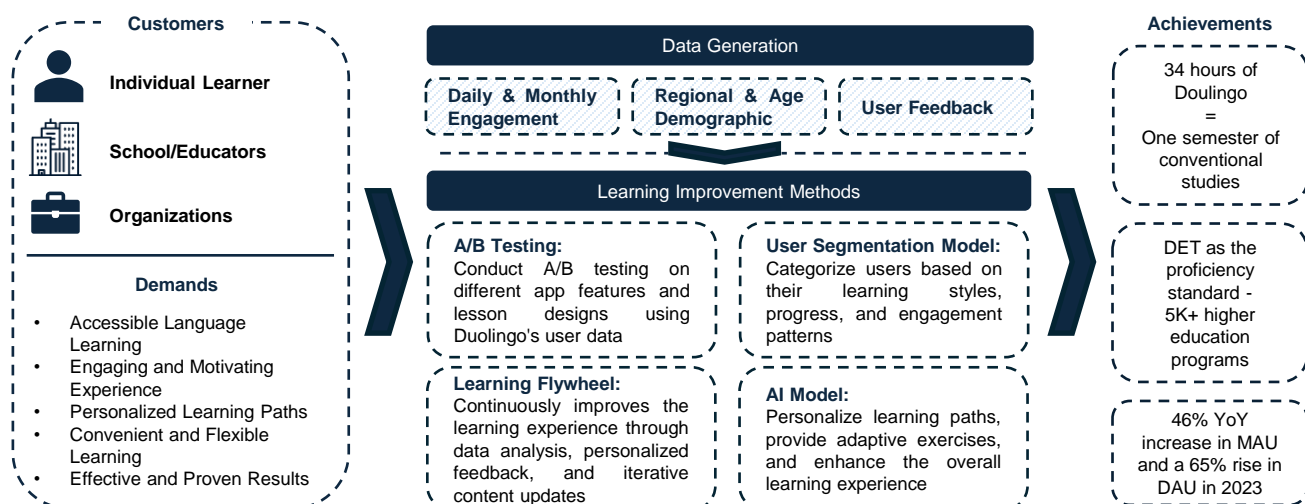 Customers
Individual Learner
School/Educators
Organizations
Demands
• Accessible Language
Learning
• Engaging and Motivating
Experience
• Personalized Learning Paths
• Convenient and Flexible
Learning
• Effective and Proven Results
Data Generation
Daily & Monthly
Engagement
Regional & Age
Demographic
User Feedback
Learning Improvement Methods
A/B Testing:
Conduct A/B testing on
different app features and
lesson designs using
Duolingo's user data
User Segmentation Model:
Categorize users based on
their learning styles,
progress, and engagement
patterns
Learning Flywheel:
Continuously improves the
learning experience through
data analysis, personalized
feedback, and iterative
content updates
AI Model:
Personalize learning paths,
provide adaptive exercises,
and enhance the overall
learning experience
Achievements
34 hours of
Doulingo
=
One semester of
conventional
studies
DET as the
proficiency
standard -
5K+ higher
education
programs
46% YoY
increase in MAU
and a 65% rise in
DAU in 2023